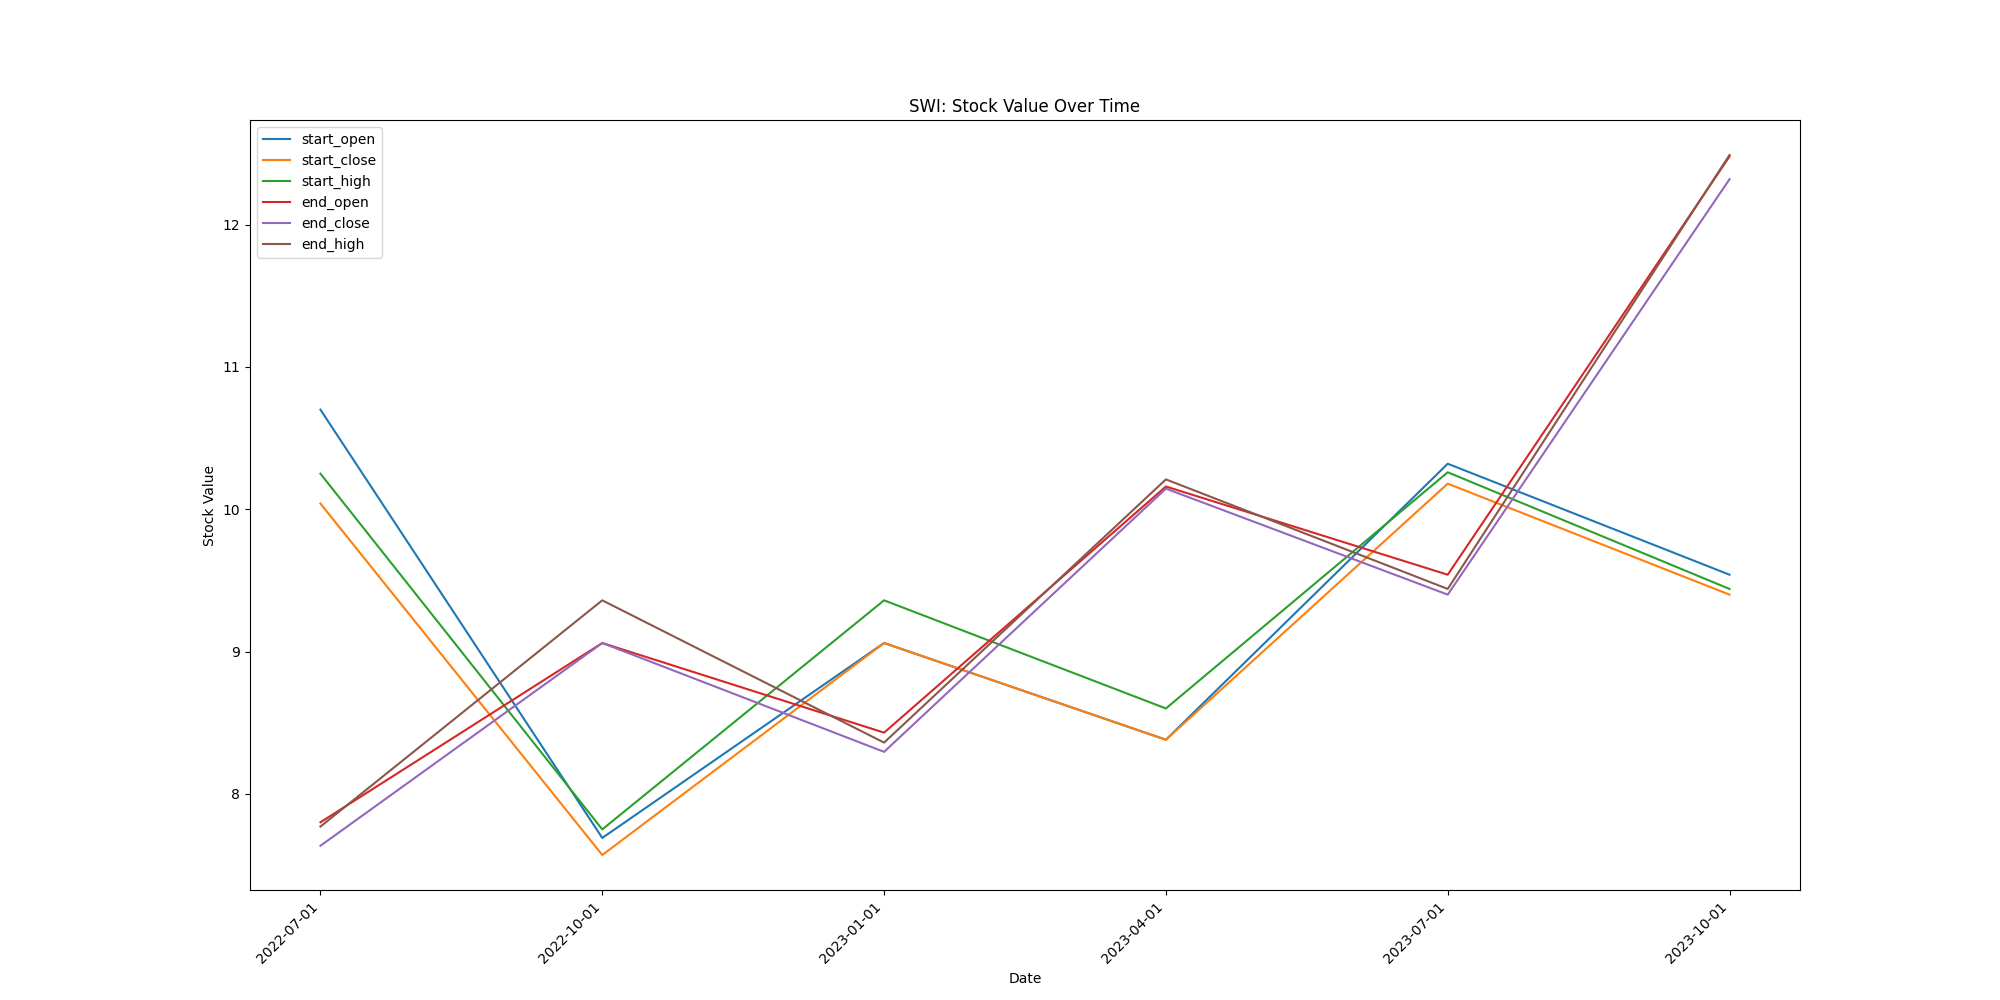 SWI: Stock Value Over Time
start_open
start_close
start_high
end_open
end_close
end_high
12
11
10
9
8
Stock Value
2022-07-01
2022-10-01
2023-01-01
2023-04-01
2023-07-01
2023-10-01
Date